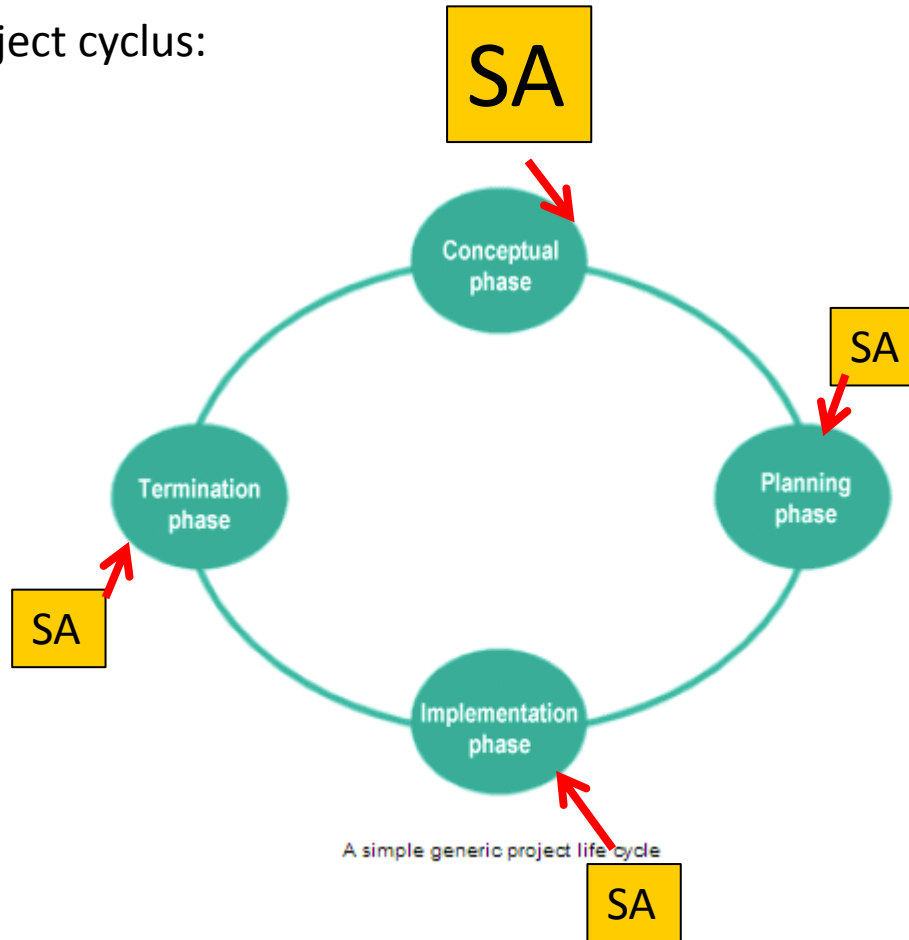 ject cyclus:
SA
Conceptual
phase
SA
Planning
phase
Termination
phase
SA
Implementation
phase
A simple generic project life cycle
SA